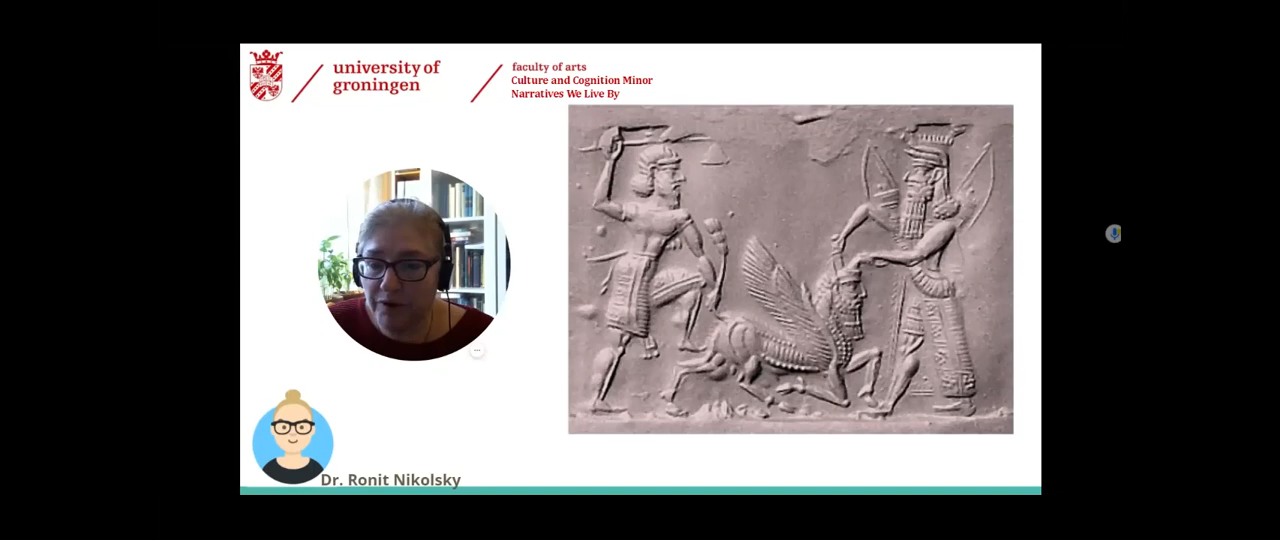 university of
groningen
faculty of arts
Culture and Cognition Minor
Narratives We Live By
Dr. Ronit Nikolsky